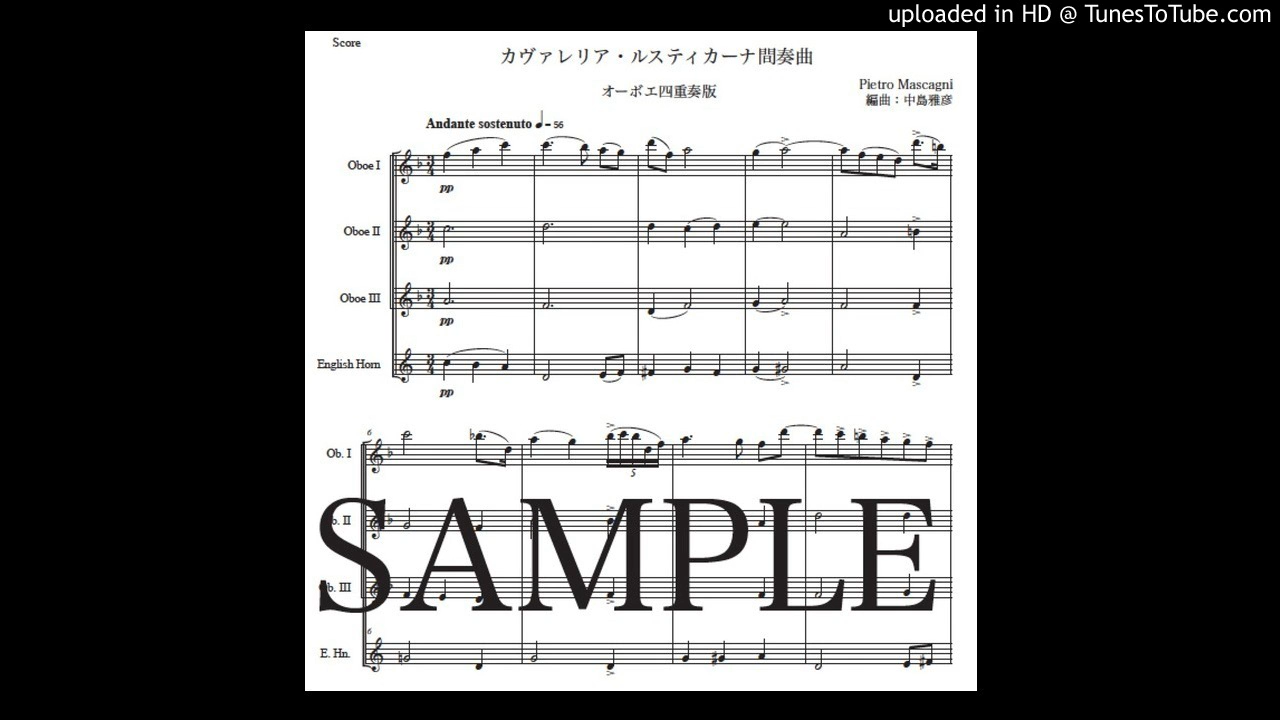 uploaded in HD @ TunesToTube.com
Score
カヴァレリア・ルスティカーナ間奏曲
オーボエ四重奏版
Pietro Mascagni
編曲：中島雅彦
Andante sostenuto ♩= 56
Oboe I
pp
Oboe II
pp
Oboe III
pp
English Horn
pp
6
Ob. I
5
SAMPLE
b. II
b. III
6
E. Hn.